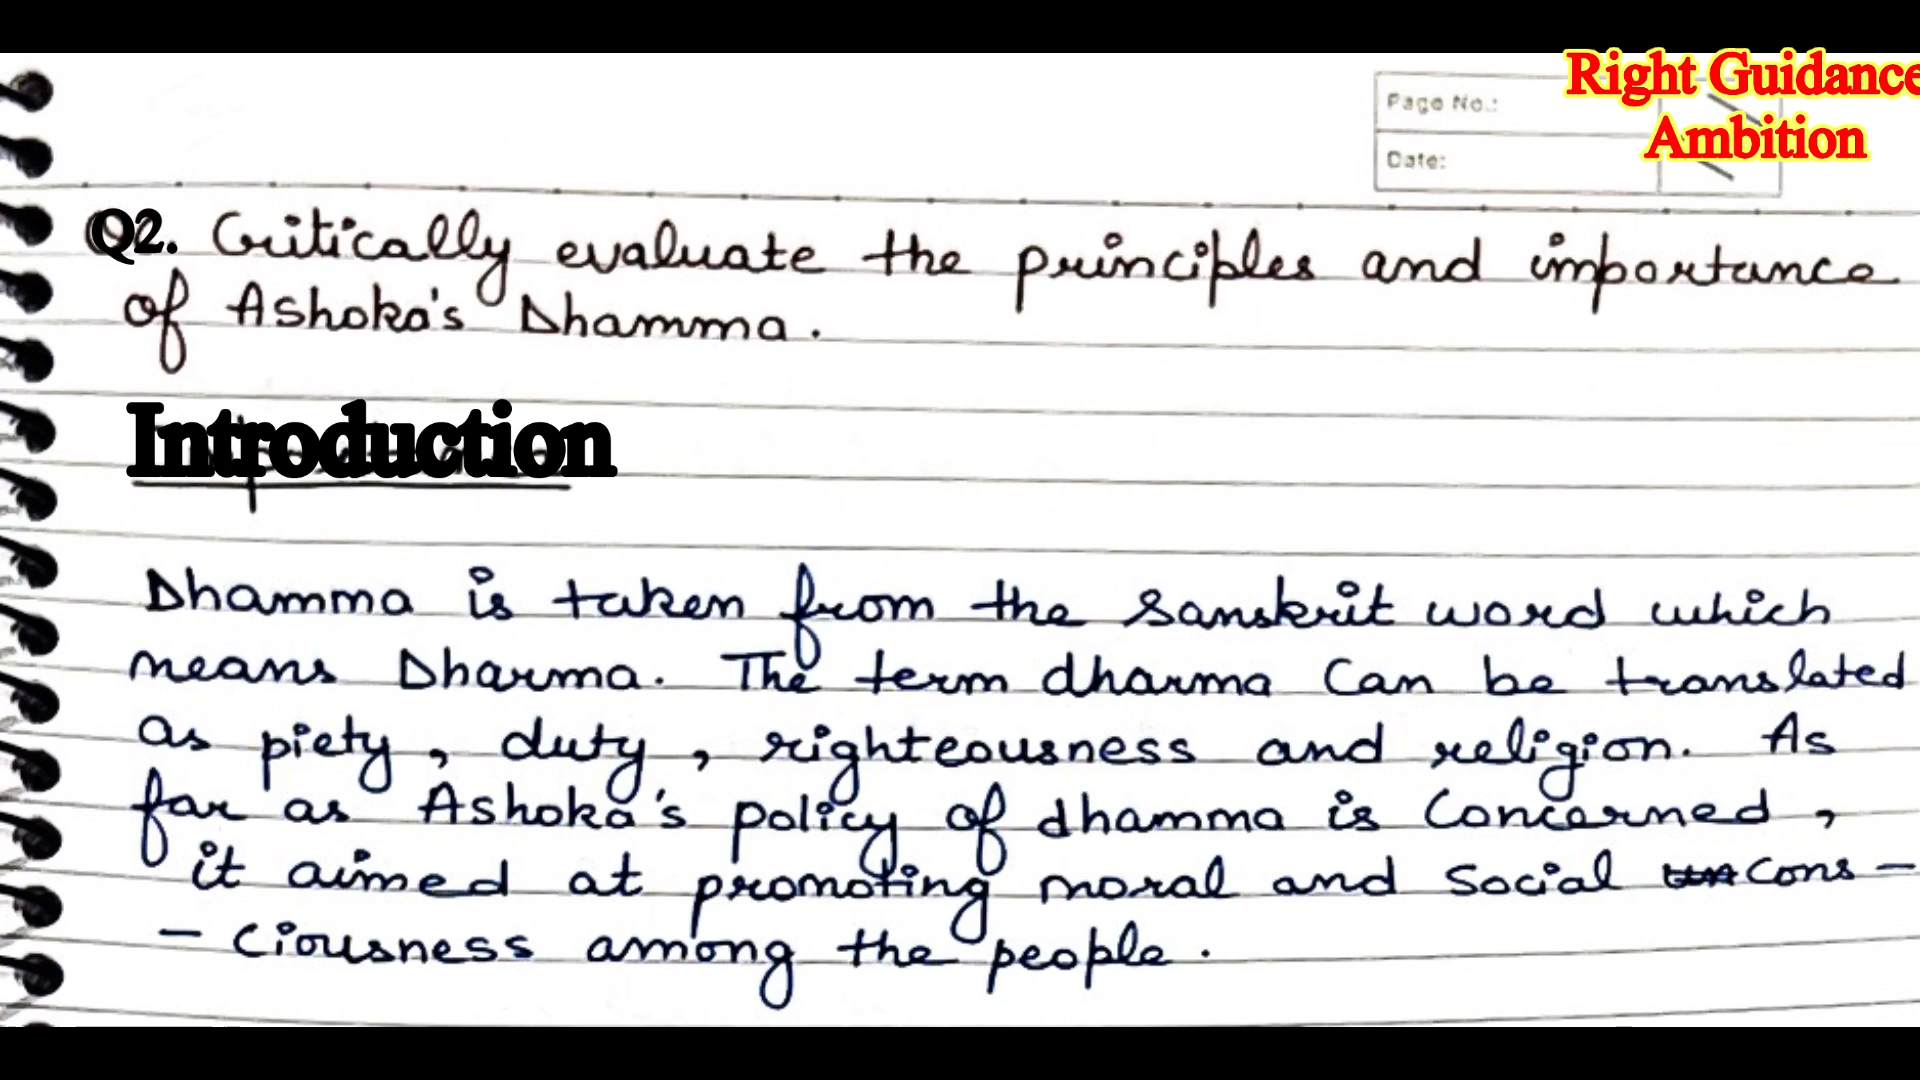 Right Guidance
Ambition
Page No.:
Date:
Q2. Critically evaluate the principles and importance
of Ashoka's Dhamma.
Introduction
Dhamma is taken from the Sanskrit word which
means Dharma. The term dharma can be translated
as piety, duty, righteousness and religion. As
far as Ashoka's policy of dhamma is concerned,
it aimed at promoting moral and social cons-
-ciousness among the people.